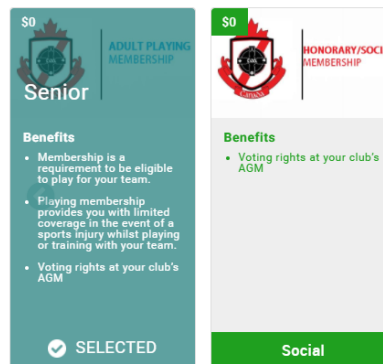 $0
ADULT PLAYING
MEMBERSHIP
Senior
Benefits
• Membership is a
requirement to be eligible
to play for your team.
• Playing membership
provides you with limited
coverage in the event of a
sports injury whilst playing
or training with your team.
• Voting rights at your club's
AGM
SELECTED
$0
HONORARY/SOCI
MEMBERSHIP
Canada
Benefits
• Voting rights at your club's
AGM
Social